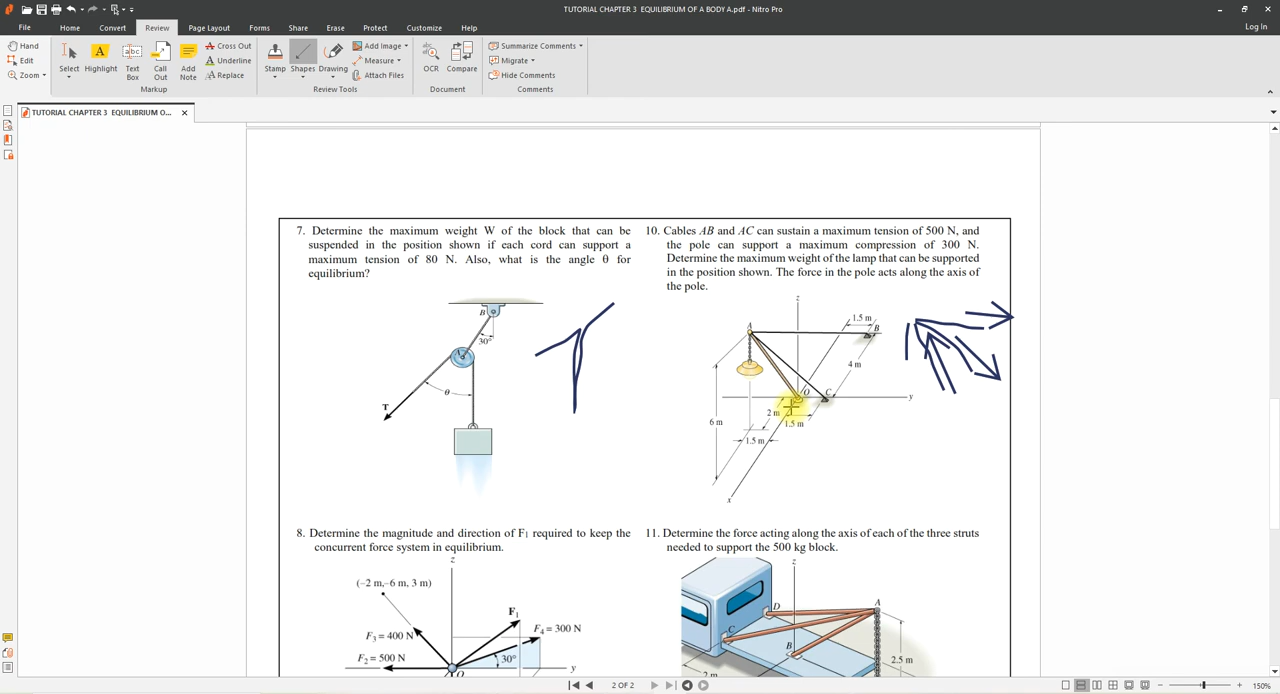 TUTORIAL CHAPTER 3  EQUILIBRIUM OF A BODY A.pdf - Nitro Pro
File
Home
Convert
Review
Page Layout
Forms
Share
Erase
Protect
Customize
Help
Log In
Hand
Edit
Zoom
Select
Highlight
Text Box
Call Out
Add Note
Cross Out
Underline
Replace
Markup
Stamp
Shapes
Drawing
Add Image
Measure
Attach Files
Review Tools
OCR
Compare
Document
Summarize Comments
Migrate
Hide Comments
Comments
TUTORIAL CHAPTER 3  EQUILIBRIUM O...
7. Determine the maximum weight W of the block that can be
suspended in the position shown if each cord can support a
maximum tension of 80 N. Also, what is the angle θ for
equilibrium?
B
30°
A
θ
T
10. Cables AB and AC can sustain a maximum tension of 500 N, and
the pole can support a maximum compression of 300 N.
Determine the maximum weight of the lamp that can be supported
in the position shown. The force in the pole acts along the axis of
the pole.
z
1.5 m
A
B
4 m
O
C
y
2 m
1.5 m
6 m
1.5 m
x
8. Determine the magnitude and direction of F1 required to keep the
concurrent force system in equilibrium.
z
(−2 m,−6 m, 3 m)
F1
F4 = 300 N
F3 = 400 N
F2 = 500 N
30°
y
O
11. Determine the force acting along the axis of each of the three struts
needed to support the 500 kg block.
z
A
D
C
B
2.5 m
2 m
2 OF 2
150%